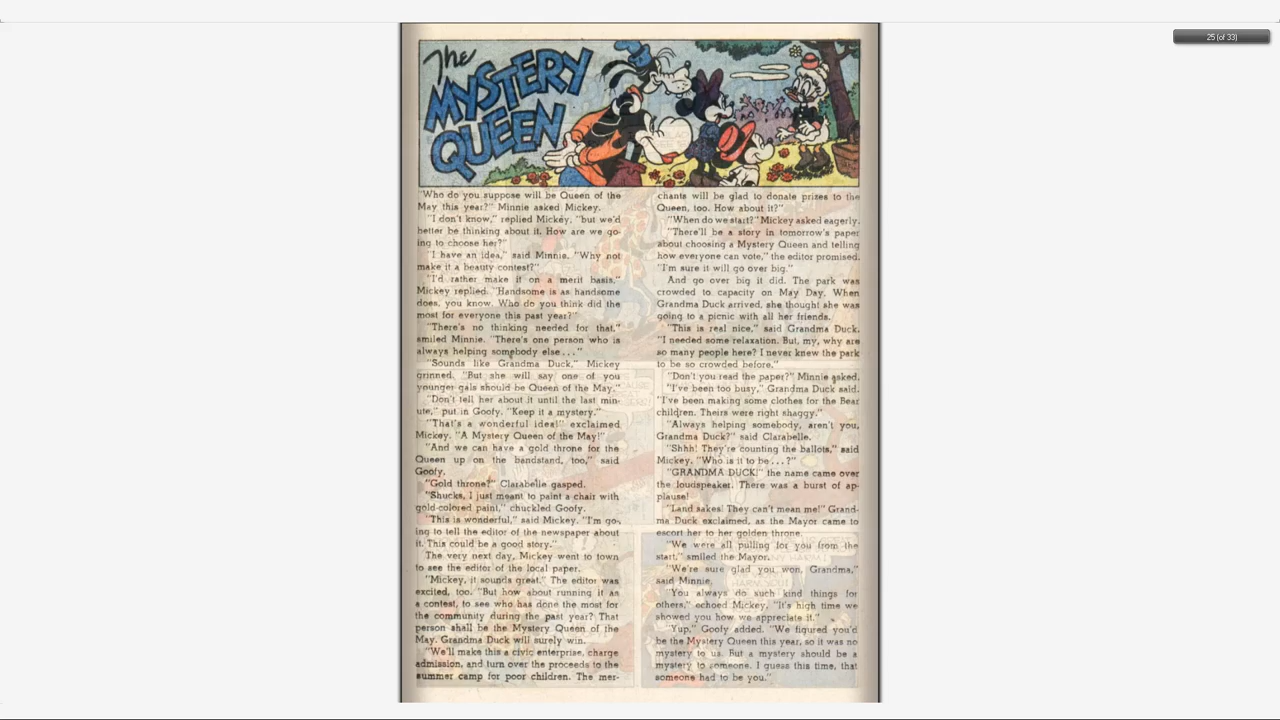 25 (of 33)
The
MYSTERY
QUEEN
"Who do you suppose will be Queen of the
May this year?" Minnie asked Mickey.
"I don't know," replied Mickey, "but we'd
better be thinking about it. How are we go-
ing to choose her?"
"I have an idea," said Minnie. "Why not
make it a beauty contest?"
"I'd rather make it on a merit basis,"
Mickey replied. "Handsome is as handsome
does, you know. Who do you think did the
most for everyone this past year?"
"There's no thinking needed for that,"
smiled Minnie. "There's one person who is
always helping somebody else..."
"Sounds like Grandma Duck," Mickey
grinned. "But she will say one of you
younger gals should be Queen of the May."
"Don't tell her about it until the last min-
ute," put in Goofy. "Keep it a mystery."
"That's a wonderful idea!" exclaimed
Mickey. "A Mystery Queen of the May!"
"And we can have a gold throne for the
Queen up on the bandstand, too," said
Goofy.
"Gold throne?" Clarabelle gasped.
"Shucks, I just meant to paint a chair with
gold-colored paint," chuckled Goofy.
"This is wonderful," said Mickey. "I'm go-
ing to tell the editor of the newspaper about
it. This could be a good story."
The very next day, Mickey went to town
to see the editor of the local paper.
"Mickey, it sounds great." The editor was
excited, too. "But how about running it as
a contest, to see who has done the most for
the community during the past year? That
person shall be the Mystery Queen of the
May. Grandma Duck will surely win.
"We'll make this a civic enterprise, charge
admission, and turn over the proceeds to the
summer camp for poor children. The mer-
chants will be glad to donate prizes to the
Queen, too. How about it?"
"When do we start?" Mickey asked eagerly.
"There'll be a story in tomorrow's paper
about choosing a Mystery Queen and telling
how everyone can vote," the editor promised.
"I'm sure it will go over big."
And go over big it did. The park was
crowded to capacity on May Day. When
Grandma Duck arrived, she thought she was
going to a picnic with all her friends.
"This is real nice," said Grandma Duck.
"I needed some relaxation. But, my, why are
so many people here? I never knew the park
to be so crowded before."
"Don't you read the paper?" Minnie asked.
"I've been too busy," Grandma Duck said.
"I've been making some clothes for the Bear
children. Theirs were right shaggy."
"Always helping somebody, aren't you,
Grandma Duck?" said Clarabelle.
"Shhh! They're counting the ballots," said
Mickey. "Who is it to be...?"
"GRANDMA DUCK!" the name came over
the loudspeaker. There was a burst of ap-
plause!
"Land sakes! They can't mean me!" Grand-
ma Duck exclaimed, as the Mayor came to
escort her to her golden throne.
"We were all pulling for you from the
start," smiled the Mayor.
"We're sure glad you won, Grandma,"
said Minnie.
"You always do such kind things for
others," echoed Mickey. "It's high time we
showed you how we appreciate it."
"Yup," Goofy added. "We figured you'd
be the Mystery Queen this year, so it was no
mystery to us. But a mystery should be a
mystery to someone. I guess this time, that
someone had to be you."